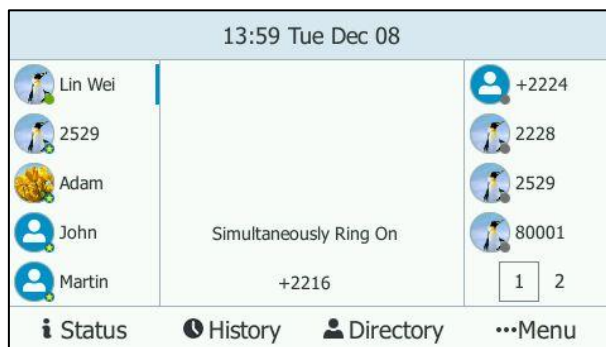 13:59 Tue Dec 08
Lin Wei
2529
Adam
John
Martin
Simultaneously Ring On
+2216
+2224
2228
2529
80001
1 2
Status History Directory Menu